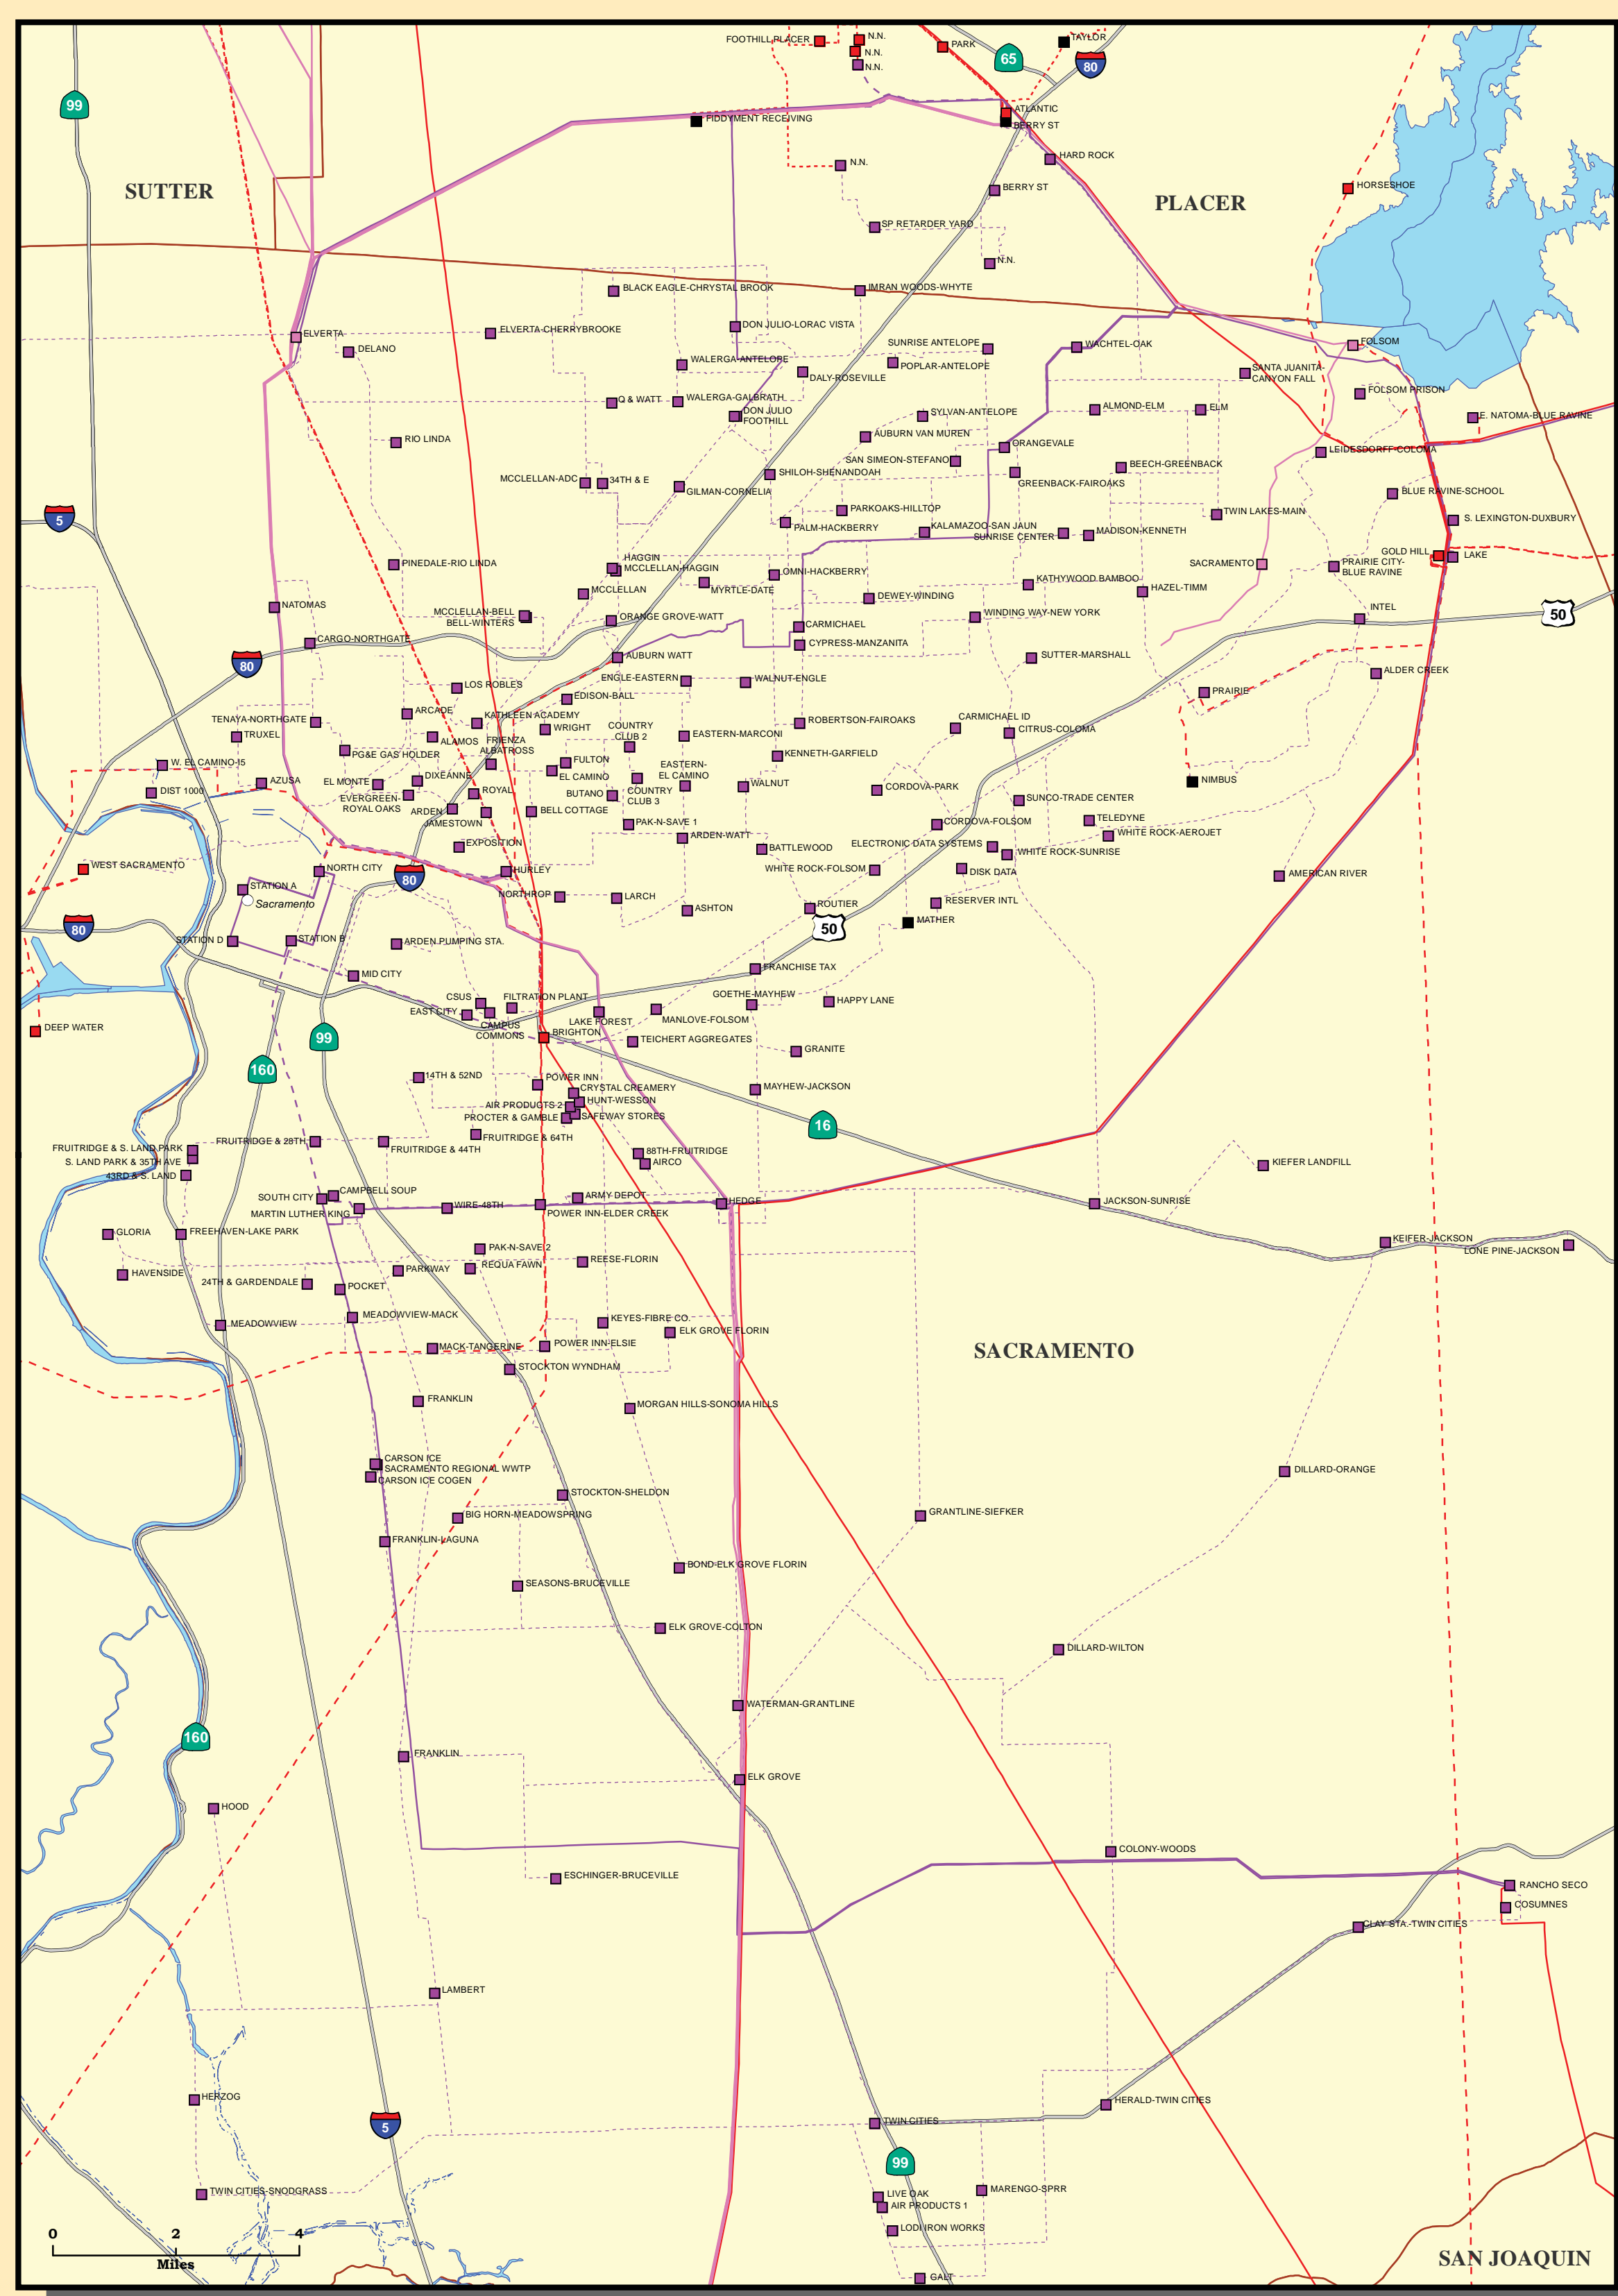 FOOTHILL PLACER
N.N.
N.N.
N.N.
PARK
65
TAYLOR
80
99
ATLANTIC
BERRY ST
FIDDYMENT RECEIVING
HARD ROCK
N.N.
BERRY ST
HORSESHOE
SUTTER
PLACER
SP RETARDER YARD
N.N.
BLACK EAGLE-CHRYSTAL BROOK
IMRAN WOODS-WHYTE
ELVERTA
ELVERTA-CHERRYBROOKE
DON JULIO-LORAC VISTA
DELANO
SUNRISE ANTELOPE
WACHTEL-OAK
FOLSOM
WALERGA-ANTELOPE
POPLAR-ANTELOPE
DALY-ROSEVILLE
SANTA JUANITA-
CANYON FALL
FOLSOM PRISON
Q & WATT
WALERGA-GALBRATH
DON JULIO
FOOTHILL
SYLVAN-ANTELOPE
ALMOND-ELM
ELM
E. NATOMA-BLUE RAVINE
RIO LINDA
AUBURN VAN MUREN
ORANGEVALE
LEIDESDORFF-COLOMA
SAN SIMEON-STEFANO
BEECH-GREENBACK
MCCLELLAN-ADC
34TH & E
SHILOH-SHENANDOAH
GREENBACK-FAIROAKS
GILMAN-CORNELIA
BLUE RAVINE-SCHOOL
5
PARKOAKS-HILLTOP
TWIN LAKES-MAIN
S. LEXINGTON-DUXBURY
PALM-HACKBERRY
KALAMAZOO-SAN JAUN
SUNRISE CENTER
MADISON-KENNETH
PINEDALE-RIO LINDA
HAGGIN
MCCLELLAN-HAGGIN
OMNI-HACKBERRY
SACRAMENTO
PRAIRIE CITY-
BLUE RAVINE
GOLD HILL
LAKE
MYRTLE-DATE
KATHYWOOD BAMBOO
HAZEL-TIMM
MCCLELLAN
DEWEY-WINDING
NATOMAS
MCCLELLAN-BELL
BELL-WINTERS
ORANGE GROVE-WATT
WINDING WAY-NEW YORK
INTEL
50
CARGO-NORTHGATE
CARMICHAEL
CYPRESS-MANZANITA
80
AUBURN WATT
SUTTER-MARSHALL
ALDER CREEK
ENGLE-EASTERN
WALNUT-ENGLE
LOS ROBLES
EDISON-BALL
PRAIRIE
ARCADE
TENAYA-NORTHGATE
KATHLEEN ACADEMY
WRIGHT
ROBERTSON-FAIROAKS
CARMICHAEL ID
CITRUS-COLOMA
TRUXEL
ALAMOS
FRIENZA
ALBATROSS
COUNTRY
CLUB 2
EASTERN-MARCONI
PG&E GAS HOLDER
KENNETH-GARFIELD
W. EL CAMINO-I5
FULTON
EL CAMINO
EASTERN-
EL CAMINO
NIMBUS
DIST 1000
AZUSA
EL MONTE
DIXEANNE
COUNTRY
CLUB 3
WALNUT
CORDOVA-PARK
EVERGREEN-
ROYAL OAKS
ROYAL
BUTANO
SUNCO-TRADE CENTER
ARDEN
JAMESTOWN
BELL COTTAGE
PAK-N-SAVE 1
CORDOVA-FOLSOM
TELEDYNE
WHITE ROCK-AEROJET
EXPOSITION
ARDEN-WATT
BATTLEWOOD
ELECTRONIC DATA SYSTEMS
WHITE ROCK-SUNRISE
WEST SACRAMENTO
NORTH CITY
80
HURLEY
WHITE ROCK-FOLSOM
DISK DATA
AMERICAN RIVER
STATION A
NORTHROP
LARCH
Sacramento
ASHTON
ROUTIER
RESERVER INTL
80
50
MATHER
STATION D
STATION B
ARDEN PUMPING STA.
MID CITY
FRANCHISE TAX
CSUS
FILTRATION PLANT
GOETHE-MAYHEW
HAPPY LANE
EAST CITY
CAMPUS
COMMONS
LAKE FOREST
MANLOVE-FOLSOM
DEEP WATER
99
BRIGHTON
TEICHERT AGGREGATES
160
GRANITE
14TH & 52ND
POWER INN
MAYHEW-JACKSON
CRYSTAL CREAMERY
HUNT-WESSON
AIR PRODUCTS 2
PROCTER & GAMBLE
SAFEWAY STORES
16
FRUITRIDGE & S. LAND PARK
FRUITRIDGE & 28TH
FRUITRIDGE & 44TH
FRUITRIDGE & 64TH
S. LAND PARK & 35TH AVE
88TH-FRUITRIDGE
AIRCO
KIEFER LANDFILL
43RD & S. LAND
SOUTH CITY
CAMPBELL SOUP
ARMY DEPOT
HEDGE
JACKSON-SUNRISE
MARTIN LUTHER KING
WIRE-48TH
POWER INN-ELDER CREEK
GLORIA
FREEHAVEN-LAKE PARK
KEIFER-JACKSON
LONE PINE-JACKSON
PAK-N-SAVE 2
REESE-FLORIN
HAVENSIDE
PARKWAY
REQUA FAWN
24TH & GARDENDALE
POCKET
MEADOWVIEW
MEADOWVIEW-MACK
KEYES-FIBRE CO.
ELK GROVE FLORIN
MACK-TANGERINE
POWER INN-ELSIE
SACRAMENTO
STOCKTON WYNDHAM
FRANKLIN
MORGAN HILLS-SONOMA HILLS
CARSON ICE
SACRAMENTO REGIONAL WWTP
CARSON ICE COGEN
DILLARD-ORANGE
STOCKTON-SHELDON
BIG HORN-MEADOWSPRING
GRANTLINE-SIEFKER
FRANKLIN-LAGUNA
BOND-ELK GROVE FLORIN
SEASONS-BRUCEVILLE
ELK GROVE-COLTON
DILLARD-WILTON
WATERMAN-GRANTLINE
160
FRANKLIN
ELK GROVE
HOOD
COLONY-WOODS
ESCHINGER-BRUCEVILLE
RANCHO SECO
COSUMNES
CLAY STA.-TWIN CITIES
LAMBERT
HERZOG
HERALD-TWIN CITIES
5
TWIN CITIES
99
TWIN CITIES-SNODGRASS
LIVE OAK
AIR PRODUCTS 1
MARENGO-SPRR
LODI IRON WORKS
0 2 4
Miles
SAN JOAQUIN
GALT